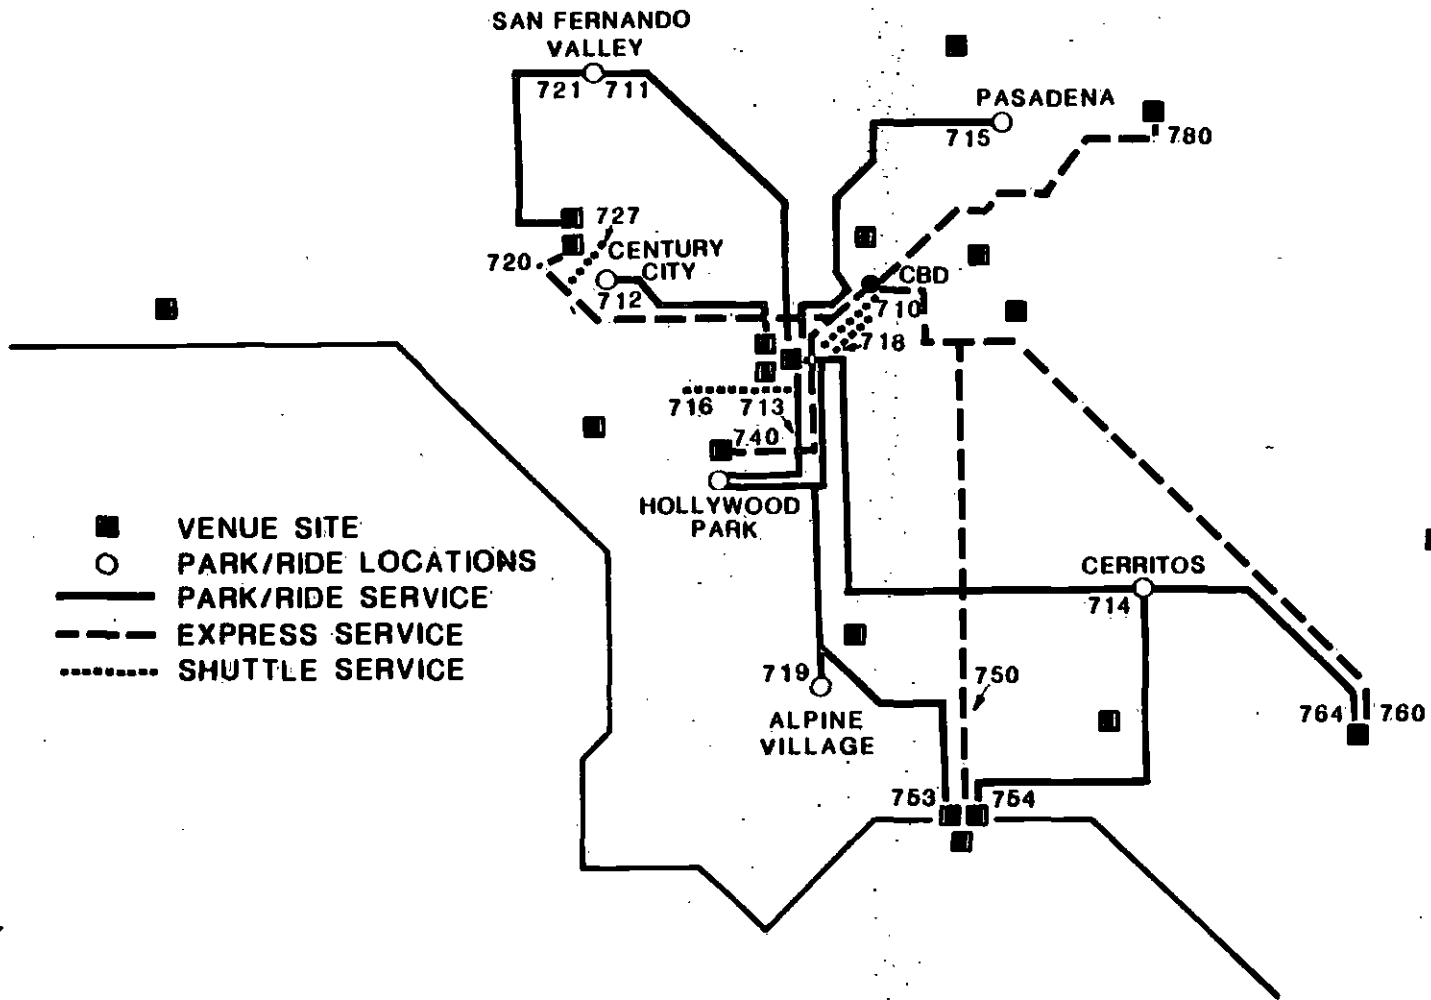 SAN FERNANDO
VALLEY
721
711
PASADENA
715
780
727
CENTURY
CITY
720
712
CBD
710
718
716
713
740
HOLLYWOOD
PARK
VENUE SITE
PARK/RIDE LOCATIONS
PARK/RIDE SERVICE
EXPRESS SERVICE
SHUTTLE SERVICE
CERRITOS
714
719
ALPINE
VILLAGE
750
764
760
753
754